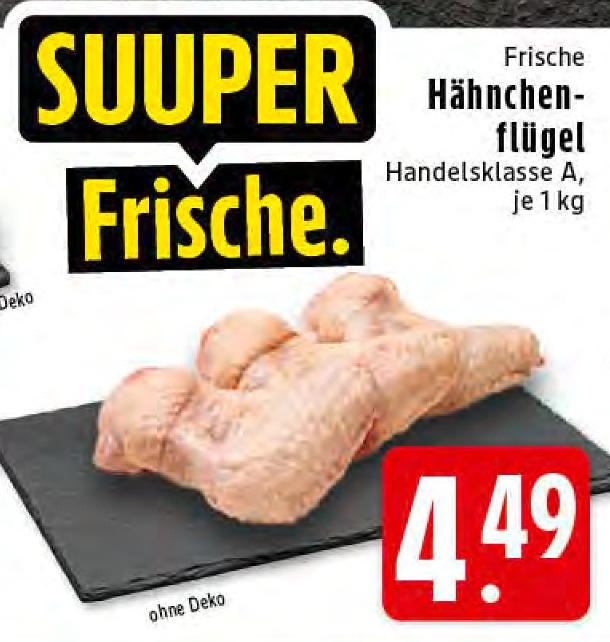 SUUPER
Frische.
Frische
Hähnchen-
flügel
Handelsklasse A,
je 1 kg
Deko
4.49
ohne Deko